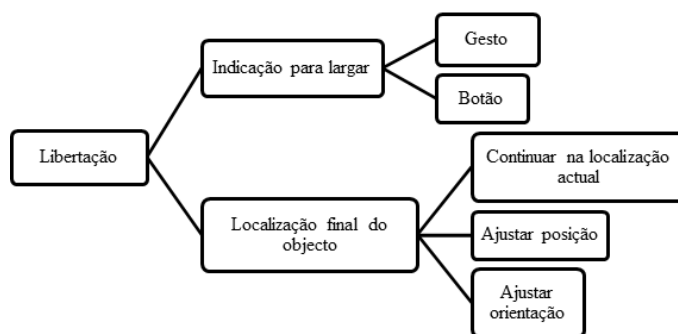 Gesto
Indicação para largar
Botão
Libertação
Continuar na localização
actual
Localização final do
objecto
Ajustar posição
Ajustar
orientação